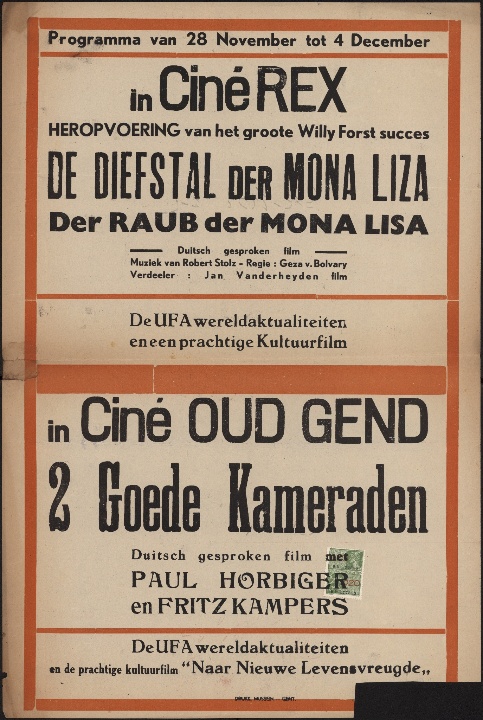 Programma van 28 November tot 4 December
in Ciné REX
HEROPVOERING van het groote Willy Forst succes
DE DIEFSTAL DER MONA LIZA
Der RAUB der MONA LISA
Duitsch gesproken film
Muziek van Robert Stolz - Regie : Geza v. Bolvary
Verdeeler : Jan Vanderheyden film
De UFA wereldaktualiteiten
en een prachtige Kultuurfilm
in Ciné OUD GEND
2 Goede Kameraden
Duitsch gesproken film met
PAUL HORBIGER
en FRITZ KAMPERS
De UFA wereldaktualiteiten
en de prachtige kultuurfilm "Naar Nieuwe Levensvreugde„